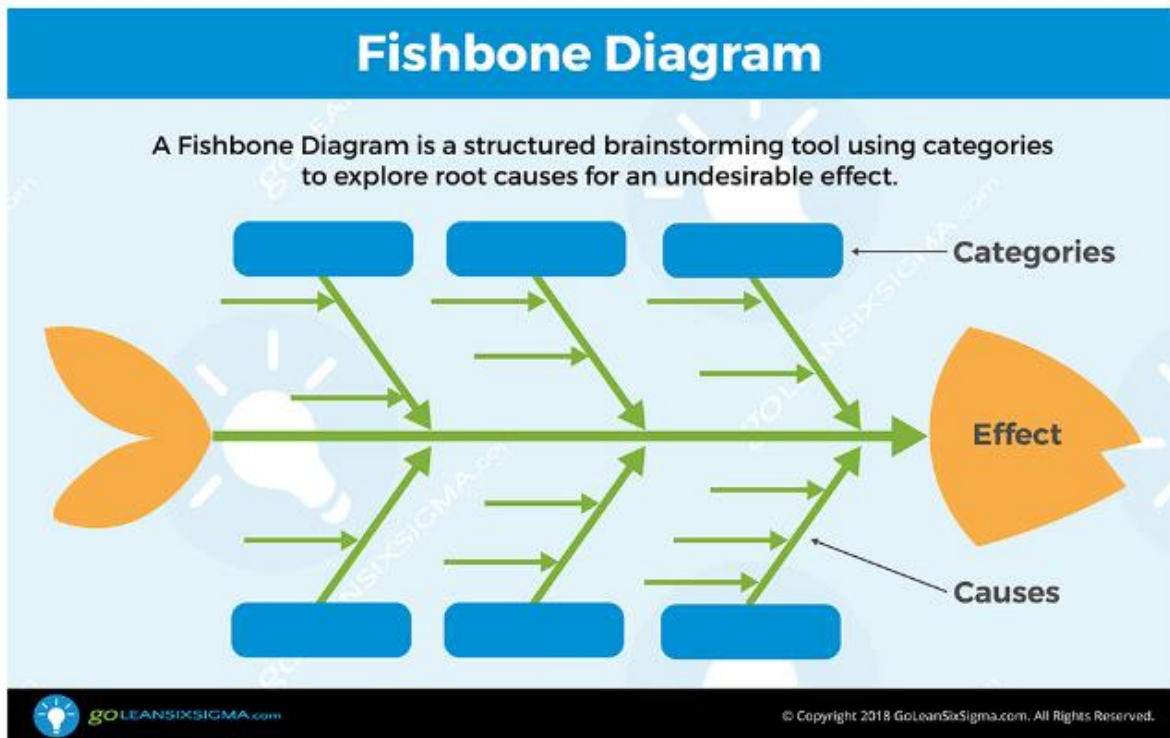 Fishbone Diagram
A Fishbone Diagram is a structured brainstorming tool using categories
to explore root causes for an undesirable effect.
Categories
Effect
Causes
goLEANSIXSIGMA.com
© Copyright 2018 GoLeanSixSigma.com. All Rights Reserved.